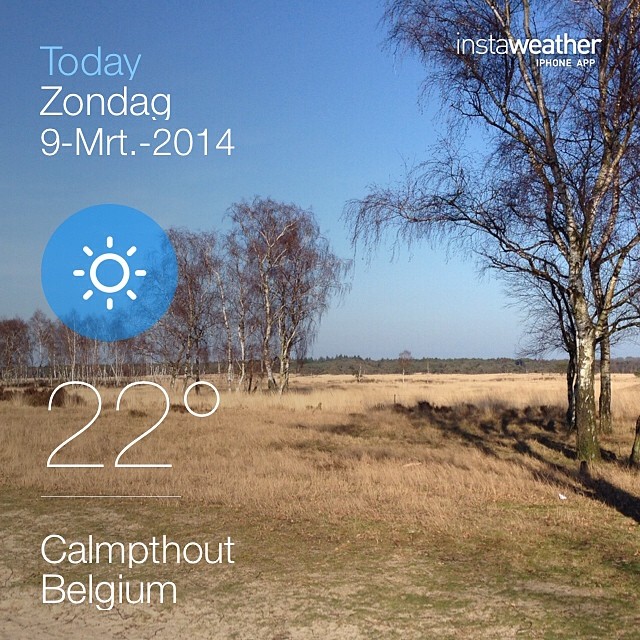 Today
Zondag
9-Mrt.-2014
instaweather
IPHONE APP
22°
Calmpthout
Belgium